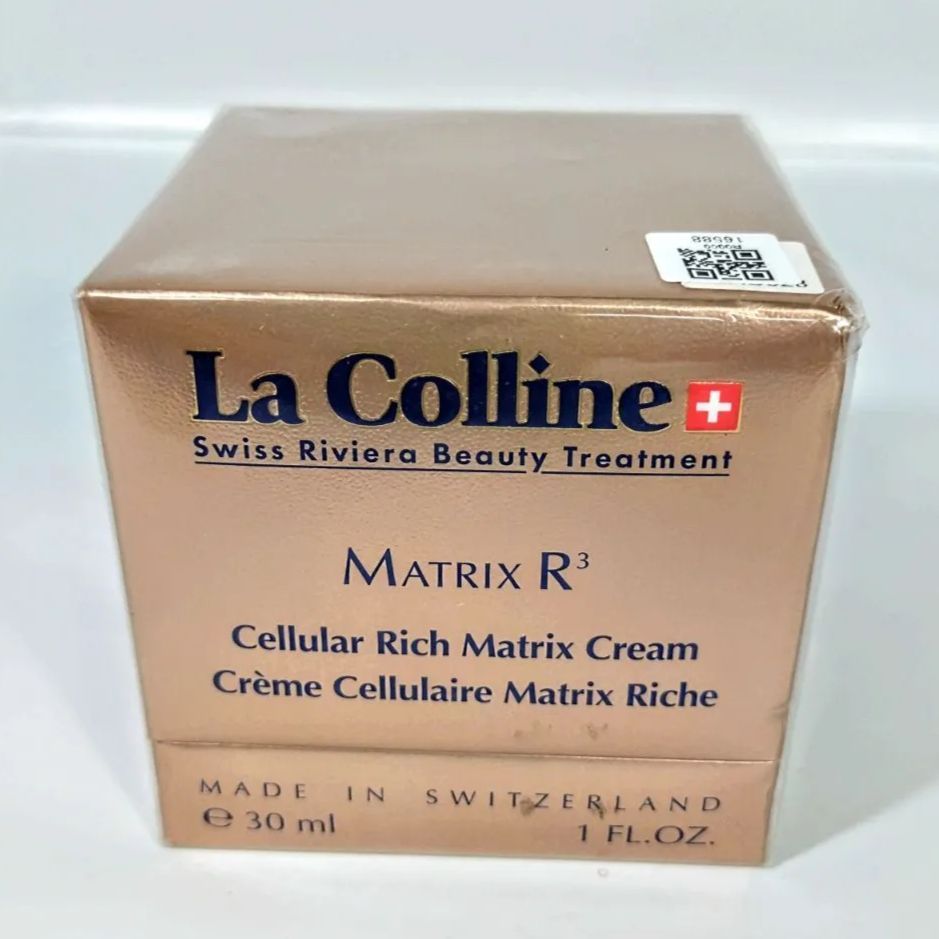 16588
La Colline
Swiss Riviera Beauty Treatment
MATRIX R³
Cellular Rich Matrix Cream
Crème Cellulaire Matrix Riche
MADE IN SWITZERLAND
℮ 30 ml 1 FL.OZ.